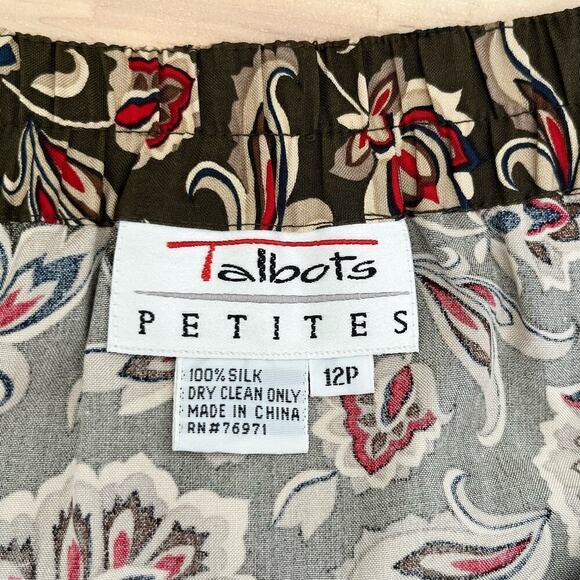 Talbots
PETITES
100% SILK
DRY CLEAN ONLY
MADE IN CHINA
RN#76971
12P